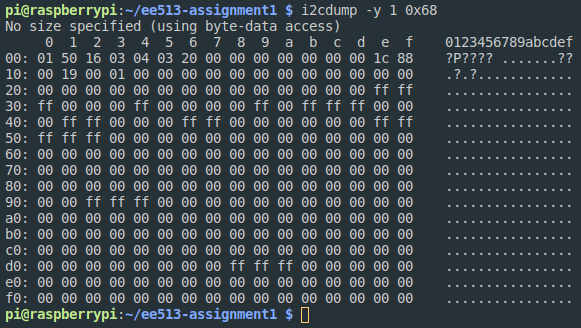 pi@raspberrypi:~/ee513-assignment1 $ i2cdump -y 1 0x68
No size specified (using byte-data access)
     0  1  2  3  4  5  6  7  8  9  a  b  c  d  e  f    0123456789abcdef
00: 01 50 16 03 04 03 20 00 00 00 00 00 00 00 1c 88    ?P???? .......??
10: 00 19 00 01 00 00 00 00 00 00 00 00 00 00 00 00    .?.?............
20: 00 00 00 00 00 00 00 00 00 00 00 00 00 00 ff ff    ................
30: ff 00 00 00 ff 00 00 00 00 ff 00 ff ff ff 00 00    ................
40: 00 ff ff 00 00 00 ff ff 00 00 00 00 00 00 ff ff    ................
50: ff ff ff 00 00 00 00 00 00 00 00 00 00 00 00 00    ................
60: 00 00 00 00 00 00 00 00 00 00 00 00 00 00 00 00    ................
70: 00 00 00 00 00 00 00 00 00 00 00 00 00 00 00 00    ................
80: 00 00 00 00 00 00 00 00 00 00 00 00 00 00 00 00    ................
90: 00 00 ff ff ff 00 00 00 00 00 00 00 00 00 00 00    ................
a0: 00 00 00 00 00 00 00 00 00 00 00 00 00 00 00 00    ................
b0: 00 00 00 00 00 00 00 00 00 00 00 00 00 00 00 00    ................
c0: 00 00 00 00 00 00 00 00 00 00 00 00 00 00 00 00    ................
d0: 00 00 00 00 00 00 00 00 ff ff ff 00 00 00 00 00    ................
e0: 00 00 00 00 00 00 00 00 00 00 00 00 00 00 00 00    ................
f0: 00 00 00 00 00 00 00 00 00 00 00 00 00 00 00 00    ................
pi@raspberrypi:~/ee513-assignment1 $